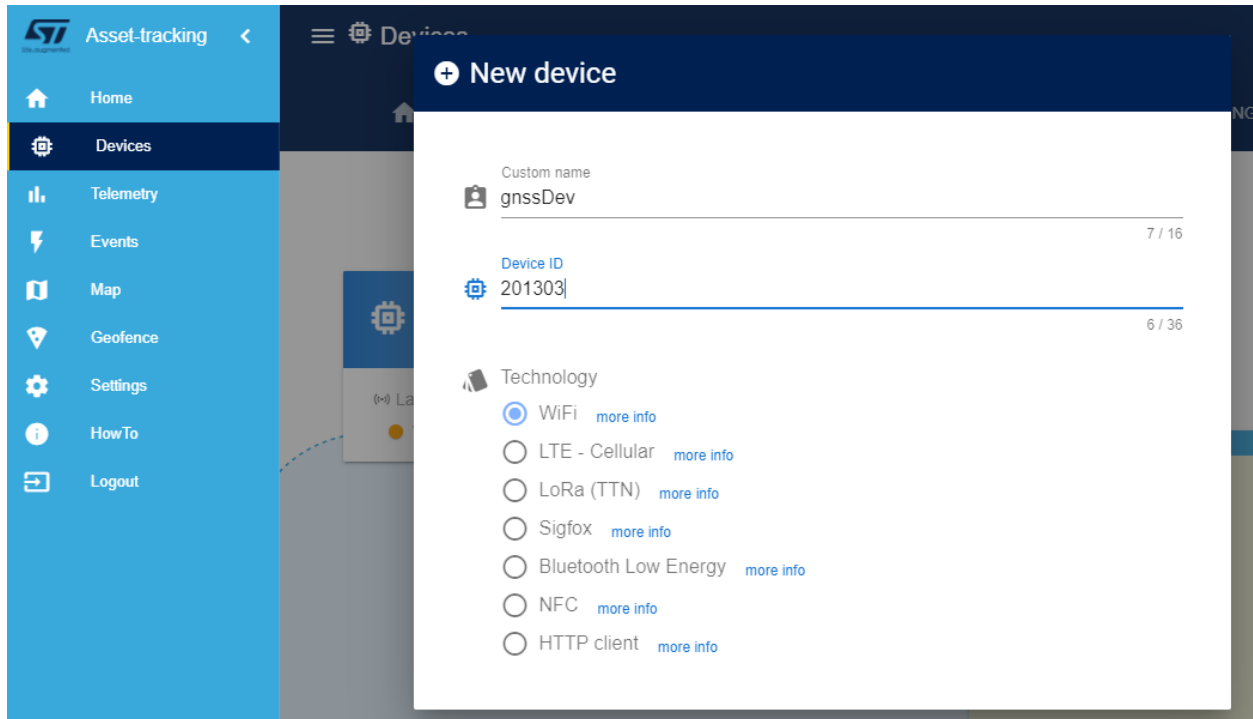 Asset-tracking
Home
Devices
Telemetry
Events
Map
Geofence
Settings
HowTo
Logout
Devices
New device
Custom name
gnssDev
7 / 16
Device ID
201303
6 / 36
Technology
WiFi more info
LTE - Cellular more info
LoRa (TTN) more info
Sigfox more info
Bluetooth Low Energy more info
NFC more info
HTTP client more info